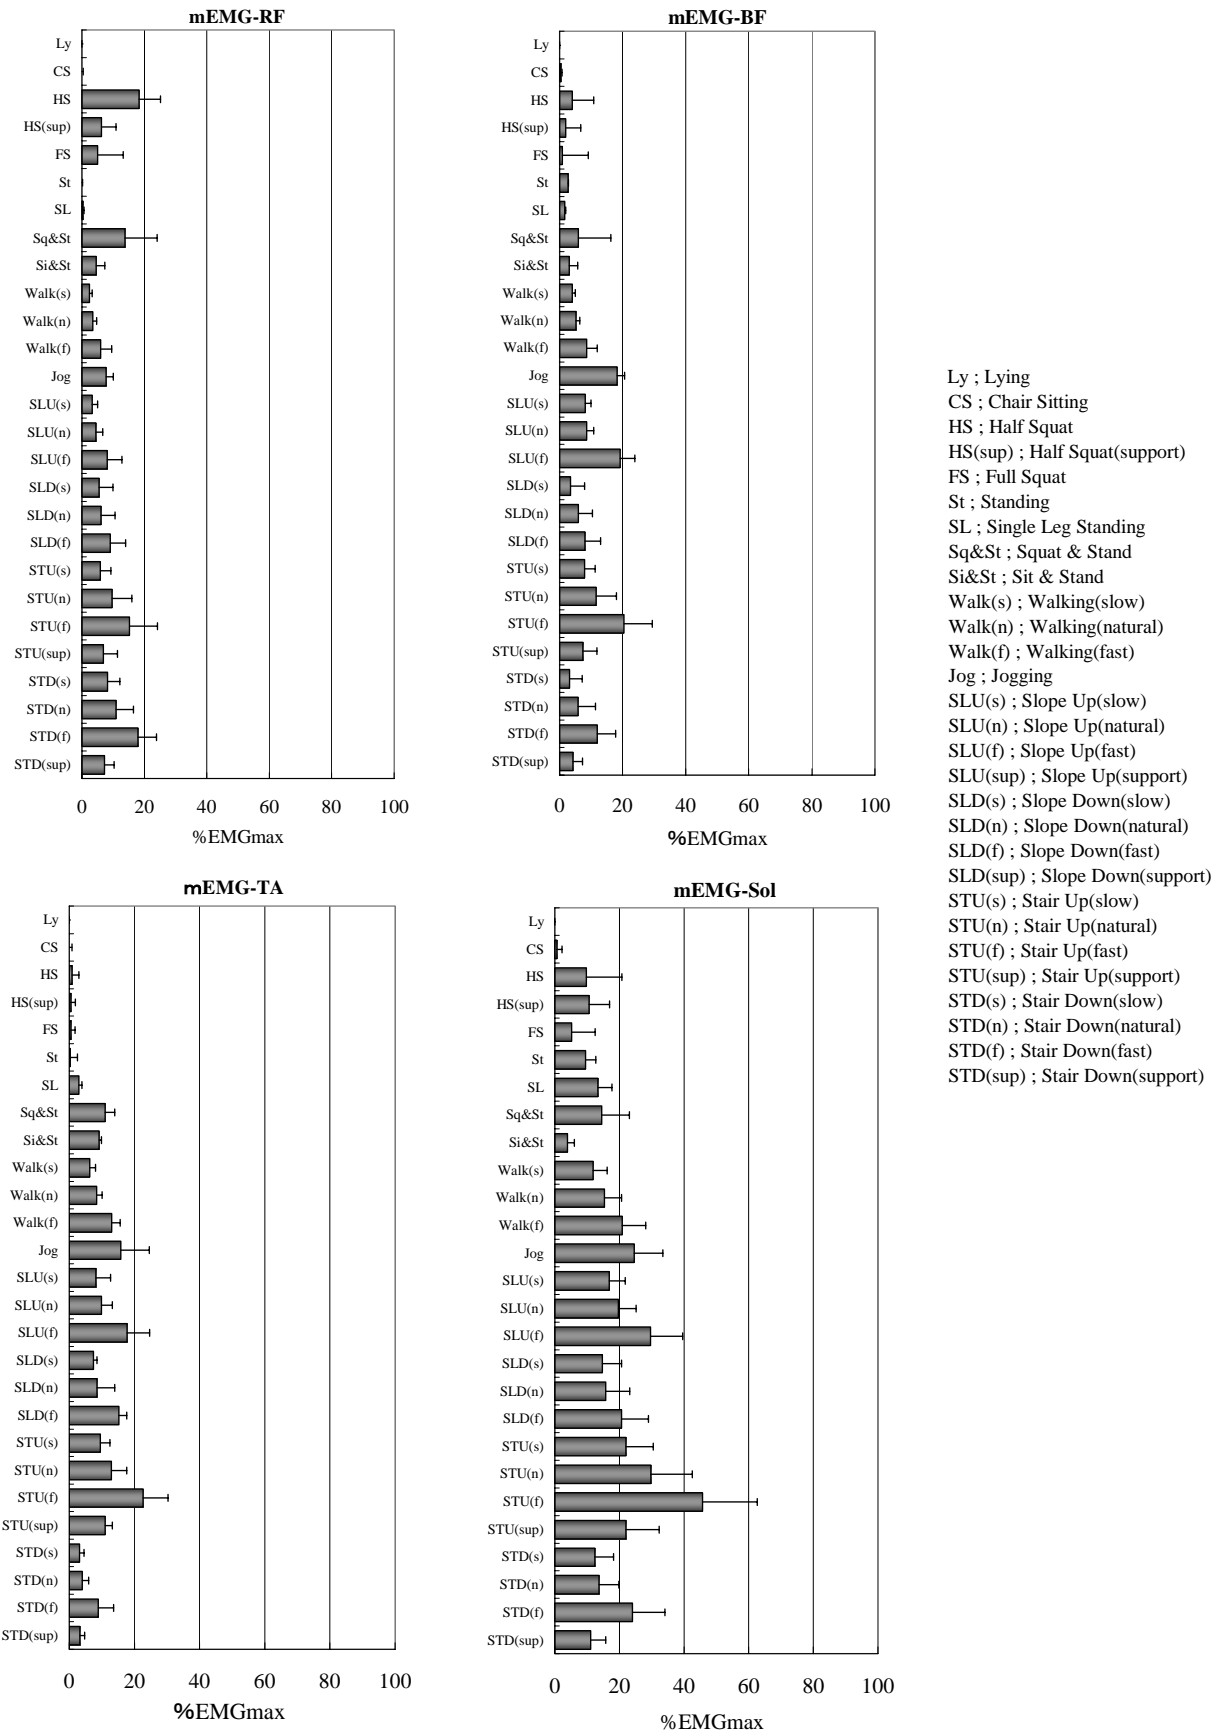 mEMG-RF
Ly
CS
HS
HS(sup)
FS
St
SL
Sq&St
Si&St
Walk(s)
Walk(n)
Walk(f)
Jog
SLU(s)
SLU(n)
SLU(f)
SLD(s)
SLD(n)
SLD(f)
STU(s)
STU(n)
STU(f)
STU(sup)
STD(s)
STD(n)
STD(f)
STD(sup)
0 20 40 60 80 100
%EMGmax
mEMG-BF
Ly
CS
HS
HS(sup)
FS
St
SL
Sq&St
Si&St
Walk(s)
Walk(n)
Walk(f)
Jog
SLU(s)
SLU(n)
SLU(f)
SLD(s)
SLD(n)
SLD(f)
STU(s)
STU(n)
STU(f)
STU(sup)
STD(s)
STD(n)
STD(f)
STD(sup)
0 20 40 60 80 100
%EMGmax
mEMG-TA
Ly
CS
HS
HS(sup)
FS
St
SL
Sq&St
Si&St
Walk(s)
Walk(n)
Walk(f)
Jog
SLU(s)
SLU(n)
SLU(f)
SLD(s)
SLD(n)
SLD(f)
STU(s)
STU(n)
STU(f)
STU(sup)
STD(s)
STD(n)
STD(f)
STD(sup)
0 20 40 60 80 100
%EMGmax
mEMG-Sol
Ly
CS
HS
HS(sup)
FS
St
SL
Sq&St
Si&St
Walk(s)
Walk(n)
Walk(f)
Jog
SLU(s)
SLU(n)
SLU(f)
SLD(s)
SLD(n)
SLD(f)
STU(s)
STU(n)
STU(f)
STU(sup)
STD(s)
STD(n)
STD(f)
STD(sup)
0 20 40 60 80 100
%EMGmax
Ly ; Lying
CS ; Chair Sitting
HS ; Half Squat
HS(sup) ; Half Squat(support)
FS ; Full Squat
St ; Standing
SL ; Single Leg Standing
Sq&St ; Squat & Stand
Si&St ; Sit & Stand
Walk(s) ; Walking(slow)
Walk(n) ; Walking(natural)
Walk(f) ; Walking(fast)
Jog ; Jogging
SLU(s) ; Slope Up(slow)
SLU(n) ; Slope Up(natural)
SLU(f) ; Slope Up(fast)
SLU(sup) ; Slope Up(support)
SLD(s) ; Slope Down(slow)
SLD(n) ; Slope Down(natural)
SLD(f) ; Slope Down(fast)
SLD(sup) ; Slope Down(support)
STU(s) ; Stair Up(slow)
STU(n) ; Stair Up(natural)
STU(f) ; Stair Up(fast)
STU(sup) ; Stair Up(support)
STD(s) ; Stair Down(slow)
STD(n) ; Stair Down(natural)
STD(f) ; Stair Down(fast)
STD(sup) ; Stair Down(support)